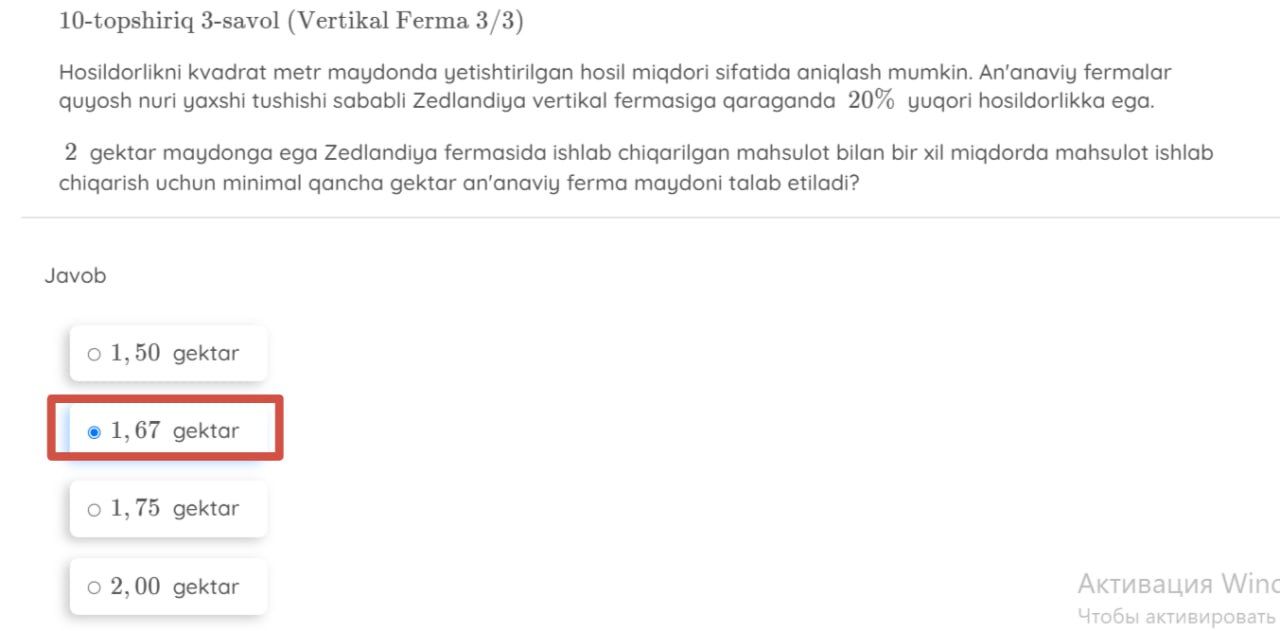 10-topshiriq 3-savol (Vertikal Ferma 3/3)
Hosildorlikni kvadrat metr maydonda yetishtirilgan hosil miqdori sifatida aniqlash mumkin. An'anaviy fermalar
quyosh nuri yaxshi tushishi sababli Zedlandiya vertikal fermasiga qaraganda 20% yuqori hosildorlikka ega.
2 gektar maydonga ega Zedlandiya fermasida ishlab chiqarilgan mahsulot bilan bir xil miqdorda mahsulot ishlab
chiqarish uchun minimal qancha gektar an'anaviy ferma maydoni talab etiladi?
Javob
1,50 gektar
1,67 gektar
1,75 gektar
2,00 gektar
Активация Winc
Чтобы активировать